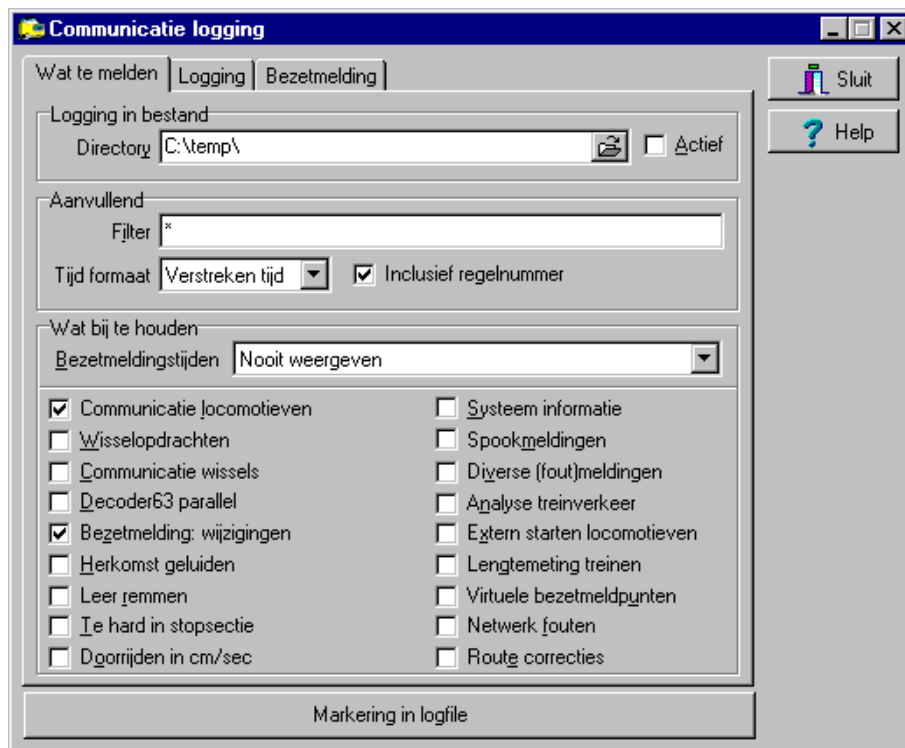 Communicatie logging
Wat te melden Logging Bezetmelding
Sluit
Help
Logging in bestand
Directory C:\temp\ Actief
Aanvullend
Filter *
Tijd formaat Verstreken tijd Inclusief regelnummer
Wat bij te houden
Bezetmeldingstijden Nooit weergeven
Communicatie locomotieven
Wisselopdrachten
Communicatie wissels
Decoder63 parallel
Bezetmelding: wijzigingen
Herkomst geluiden
Leer remmen
Te hard in stopsectie
Doorrijden in cm/sec
Systeem informatie
Spookmeldingen
Diverse (fout)meldingen
Analyse treinverkeer
Extern starten locomotieven
Lengtemeting treinen
Virtuele bezetmeldpunten
Netwerk fouten
Route correcties
Markering in logfile